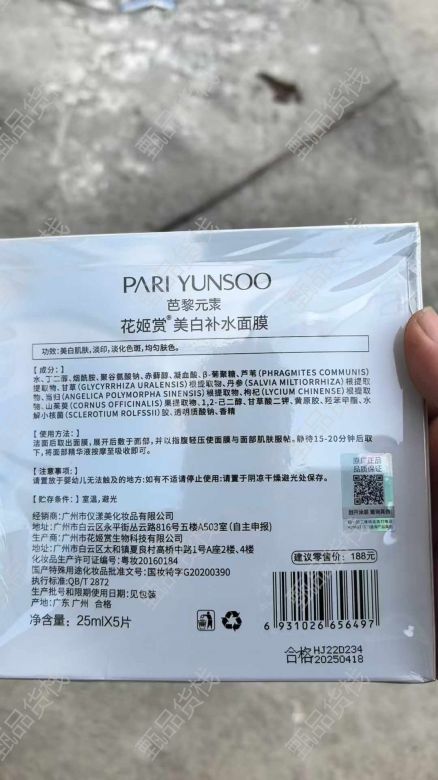 PARI YUNSOO
芭黎元素
花姬赏®美白补水面膜
功效:美白肌肤,淡印,淡化色斑,均匀肤色。
【成分】
水、丁二醇、烟酰胺、聚谷氨酸钠、赤藓醇、凝血酸、β-葡聚糖、芦苇(PHRAGMITES COMMUNIS)
提取物、甘草(GLYCYRRHIZA URALENSIS)根提取物、丹参(SALVIA MILTIORRHIZA)根提取
物、当归(ANGELICA POLYMORPHA SINENSIS)根提取物、枸杞(LYCIUM CHINENSE)根提取
物、山茱萸(CORNUS OFFICINALIS)果提取物、1,2-己二醇、甘草酸二钾、黄原胶、羟苯甲酯、水
解小核菌(SCLEROTIUM ROLFSSII)胶、透明质酸钠、香精
【使用方法】
洁面后取出面膜,展开后敷于面部,并以指腹轻压使面膜与面部肌肤服帖,静待15-20分钟后取
下,将面部精华液按摩至吸收即可。
【注意事项】
请置放于婴幼儿无法触及的地方,如有不适请停止使用;请置于阴凉干燥避光处保存。
【贮存条件】:室温,避光
经销商:广州市仪漾美化妆品有限公司
地址:广州市白云区永平街丛云路816号五楼A503室(自主申报)
生产商:广州市花姬赏生物科技有限公司
地址:广州市白云区太和镇夏良村高桥中路1号A座2楼、4楼
化妆品生产许可证编号:粤妆20160184
国产特殊用途化妆品批准文号:国妆特字G20200390
执行标准:QB/T 2872
生产批号和限期使用日期:见包装
产地:广东 广州 合格
净含量:25mlX5片
原厂正品
品质保证
建议零售价:188元
6 931026 656497
合格 HJ22D234
20250418
甄品货栈